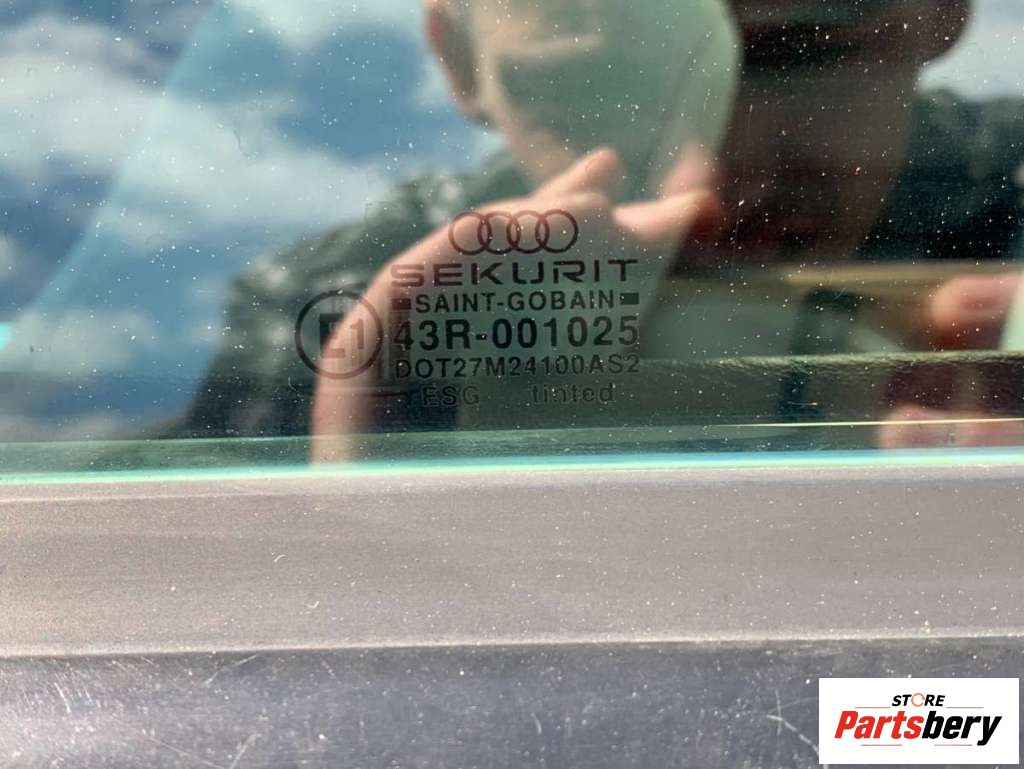 SEKURIT
SAINT-GOBAIN
E1
43R-001025
DOT27M24100AS2
ESG tinted
STORE
Partsbery